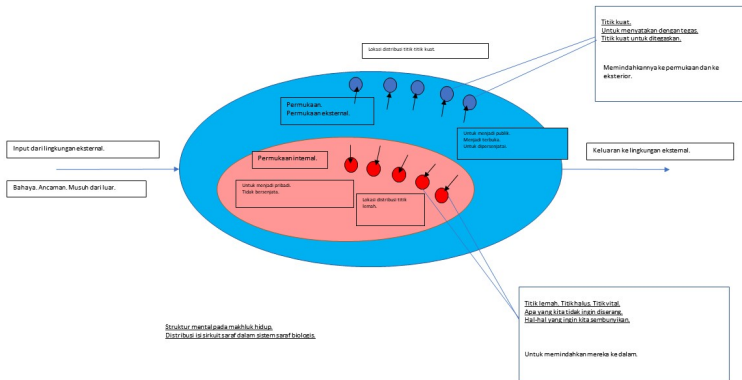 Titik kuat.
Untuk menyatakan dengan tegas.
Titik kuat untuk ditegaskan.
Memindahkannya ke permukaan dan ke
eksterior.
Lokasi distribusi titik titik kuat.
Permukaan.
Permukaan eksternal.
Untuk menjadi publik.
Menjadi terbuka.
Untuk dipersenjatai.
Input dari lingkungan eksternal.
Keluaran ke lingkungan eksternal.
Permukaan internal.
Bahaya. Ancaman. Musuh dari luar.
Untuk menjadi pribadi.
Tidak bersenjata.
Lokasi distribusi titik
lemah.
Titik lemah. Titik halus. Titik vital.
Apa yang kita tidak ingin diserang.
Hal-hal yang ingin kita sembunyikan.
Untuk memindahkan mereka ke dalam.
Struktur mental pada makhluk hidup.
Distribusi isi sirkuit saraf dalam sistem saraf biologis.